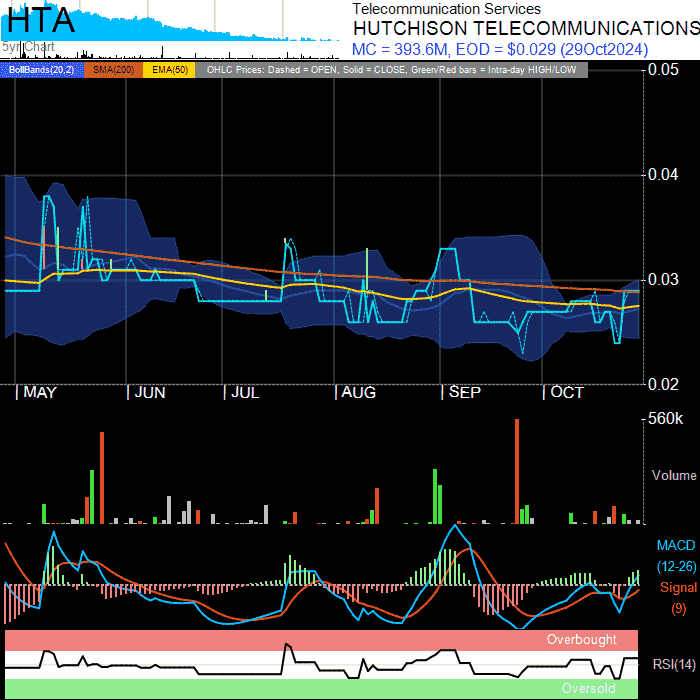 HTA
5yr Chart
Telecommunication Services
HUTCHISON TELECOMMUNICATIONS
MC = 393.6M, EOD = $0.029 (29Oct2024)
BollBands(20,2) SMA(200) EMA(50) OHLC Prices: Dashed = OPEN, Solid = CLOSE, Green/Red bars = Intra-day HIGH/LOW
0.05
0.04
0.03
0.02
MAY JUN JUL AUG SEP OCT
560k
Volume
MACD
(12-26)
Signal
(9)
Overbought
RSI(14)
Oversold